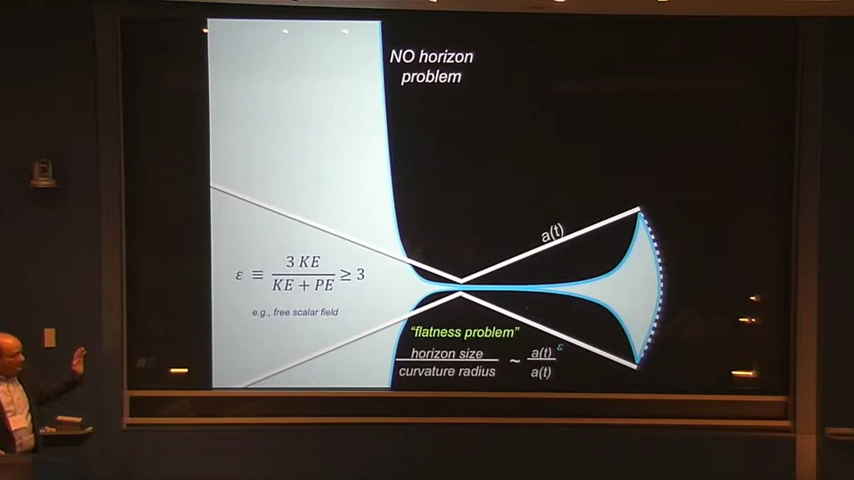 NO horizon
problem
a(t)
ε ≡ 3 KE / KE + PE ≥ 3
e.g., free scalar field
"flatness problem"
horizon size / curvature radius ~ a(t)^ε / a(t)